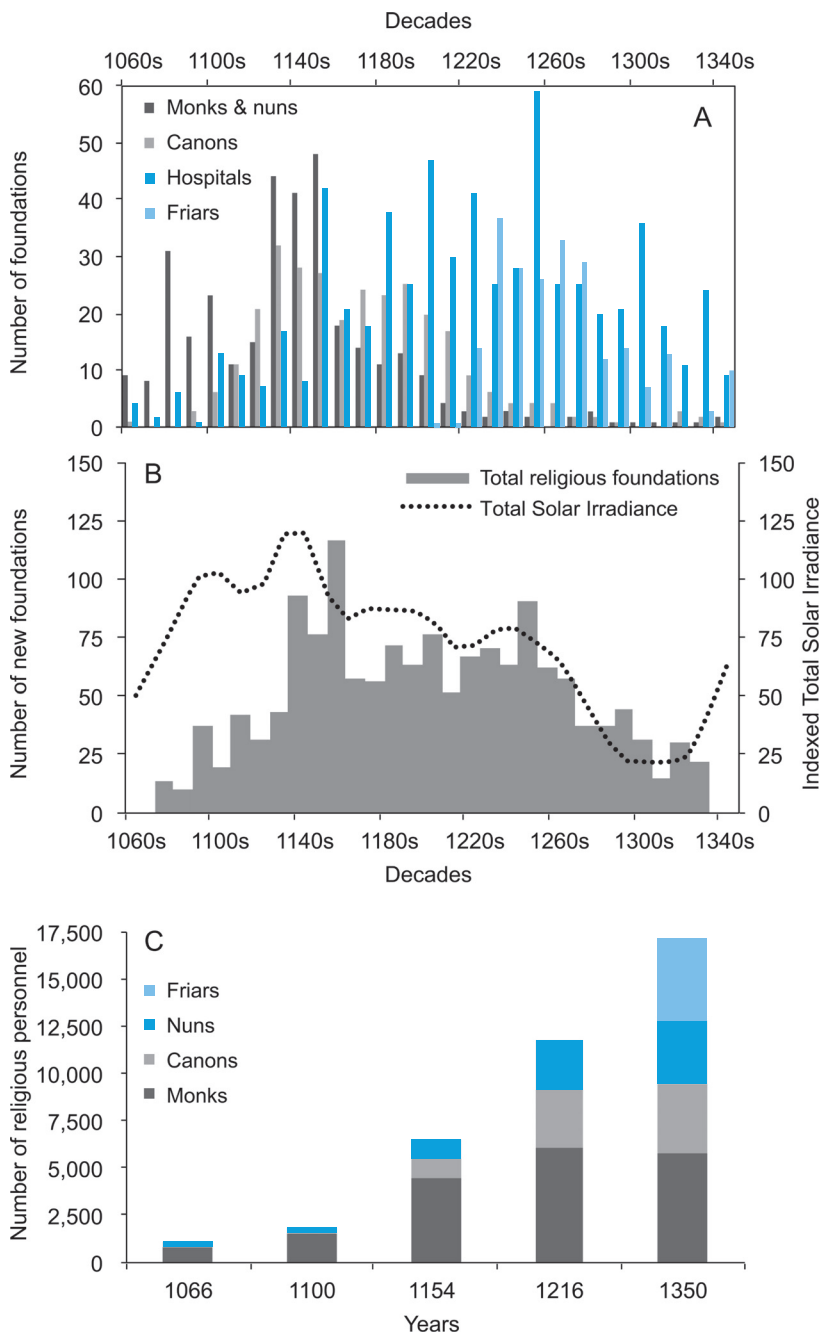 Decades
1060s 1100s 1140s 1180s 1220s 1260s 1300s 1340s
60
50
40
30
20
10
0
Number of foundations
Monks & nuns
Canons
Hospitals
Friars
A
150
125
100
75
50
25
0
Number of new foundations
B
Total religious foundations
Total Solar Irradiance
150
125
100
75
50
25
0
Indexed Total Solar Irradiance
1060s 1100s 1140s 1180s 1220s 1260s 1300s 1340s
Decades
17,500
15,000
12,500
10,000
7,500
5,000
2,500
0
Number of religious personnel
C
Friars
Nuns
Canons
Monks
1066 1100 1154 1216 1350
Years